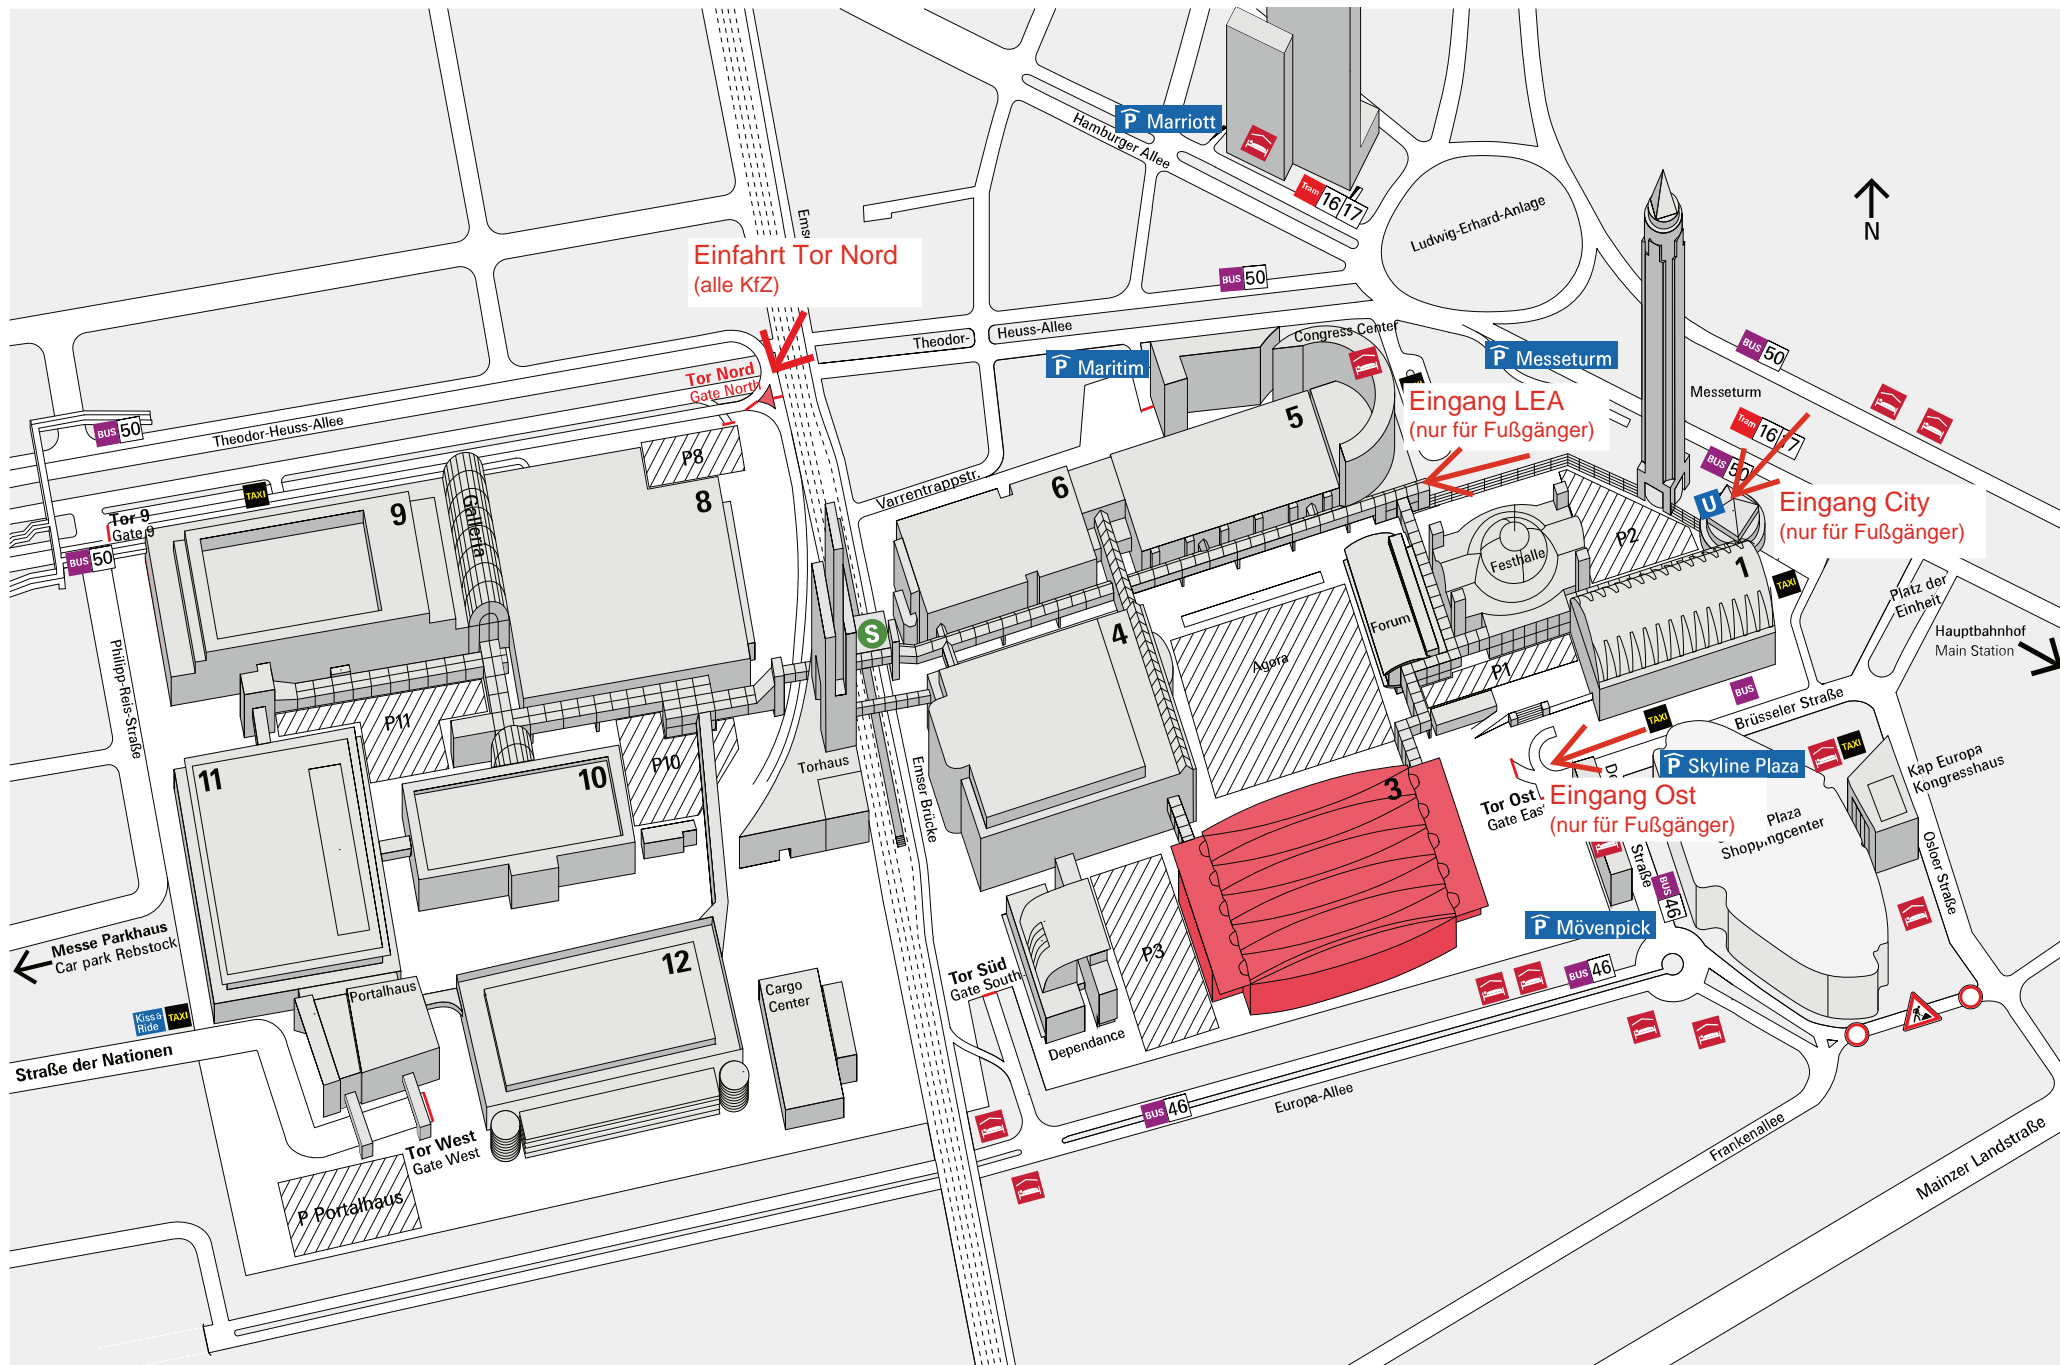 P Marriott
Hamburger Allee
Tram 16 17
Ludwig-Erhard-Anlage
N
Einfahrt Tor Nord
(alle KfZ)
BUS 50
Theodor-
Heuss-Allee
Congress Center
P Maritim
P Messeturm
BUS 50
Messeturm
Tor Nord
Gate North
Eingang LEA
(nur für Fußgänger)
Tram 16 17
BUS 50
Theodor-Heuss-Allee
BUS 50
P8
5
U
Eingang City
(nur für Fußgänger)
TAXI
Galleria
8
9
6
Varrentrappstr.
Tor 9
Gate 9
BUS 50
P2
Festhalle
1
TAXI
Platz der
Einheit
Hauptbahnhof
Main Station
S
4
Forum
Agora
P1
BUS
Philipp-Reis-Straße
P11
P10
Torhaus
Emser Brücke
TAXI
Brüsseler Straße
P Skyline Plaza
TAXI
Kap Europa
Kongresshaus
11
10
3
Tor Ost
Gate East
Eingang Ost
(nur für Fußgänger)
Plaza
Shoppingcenter
Straße
BUS 46
Osloer Straße
P Mövenpick
BUS 46
Messe Parkhaus
Car park Rebstock
12
Portalhaus
Cargo
Center
Tor Süd
Gate South
P3
Dependance
Kiss&
Ride
TAXI
Straße der Nationen
BUS 46
Europa-Allee
Frankenallee
Mainzer Landstraße
Tor West
Gate West
P Portalhaus